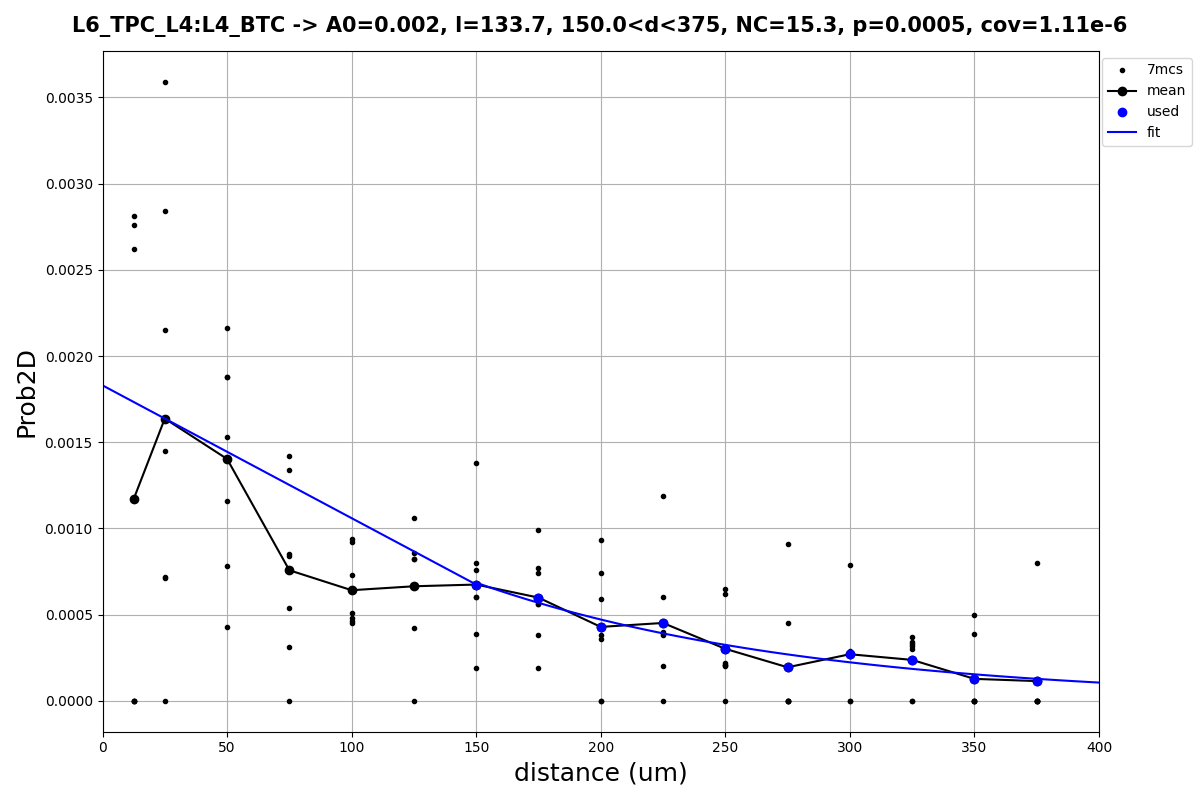 L6_TPC_L4:L4_BTC -> A0=0.002, l=133.7, 150.0<d<375, NC=15.3, p=0.0005, cov=1.11e-6
7mcs
mean
used
fit
Prob2D
0.0035
0.0030
0.0025
0.0020
0.0015
0.0010
0.0005
0.0000
0
50
100
150
200
250
300
350
400
distance (um)